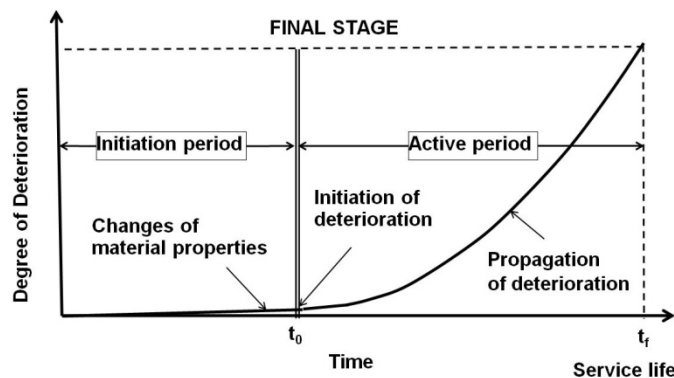 FINAL STAGE
Degree of Deterioration
Initiation period
Active period
Initiation of
deterioration
Changes of
material properties
Propagation
of deterioration
t0
tf
Time
Service life